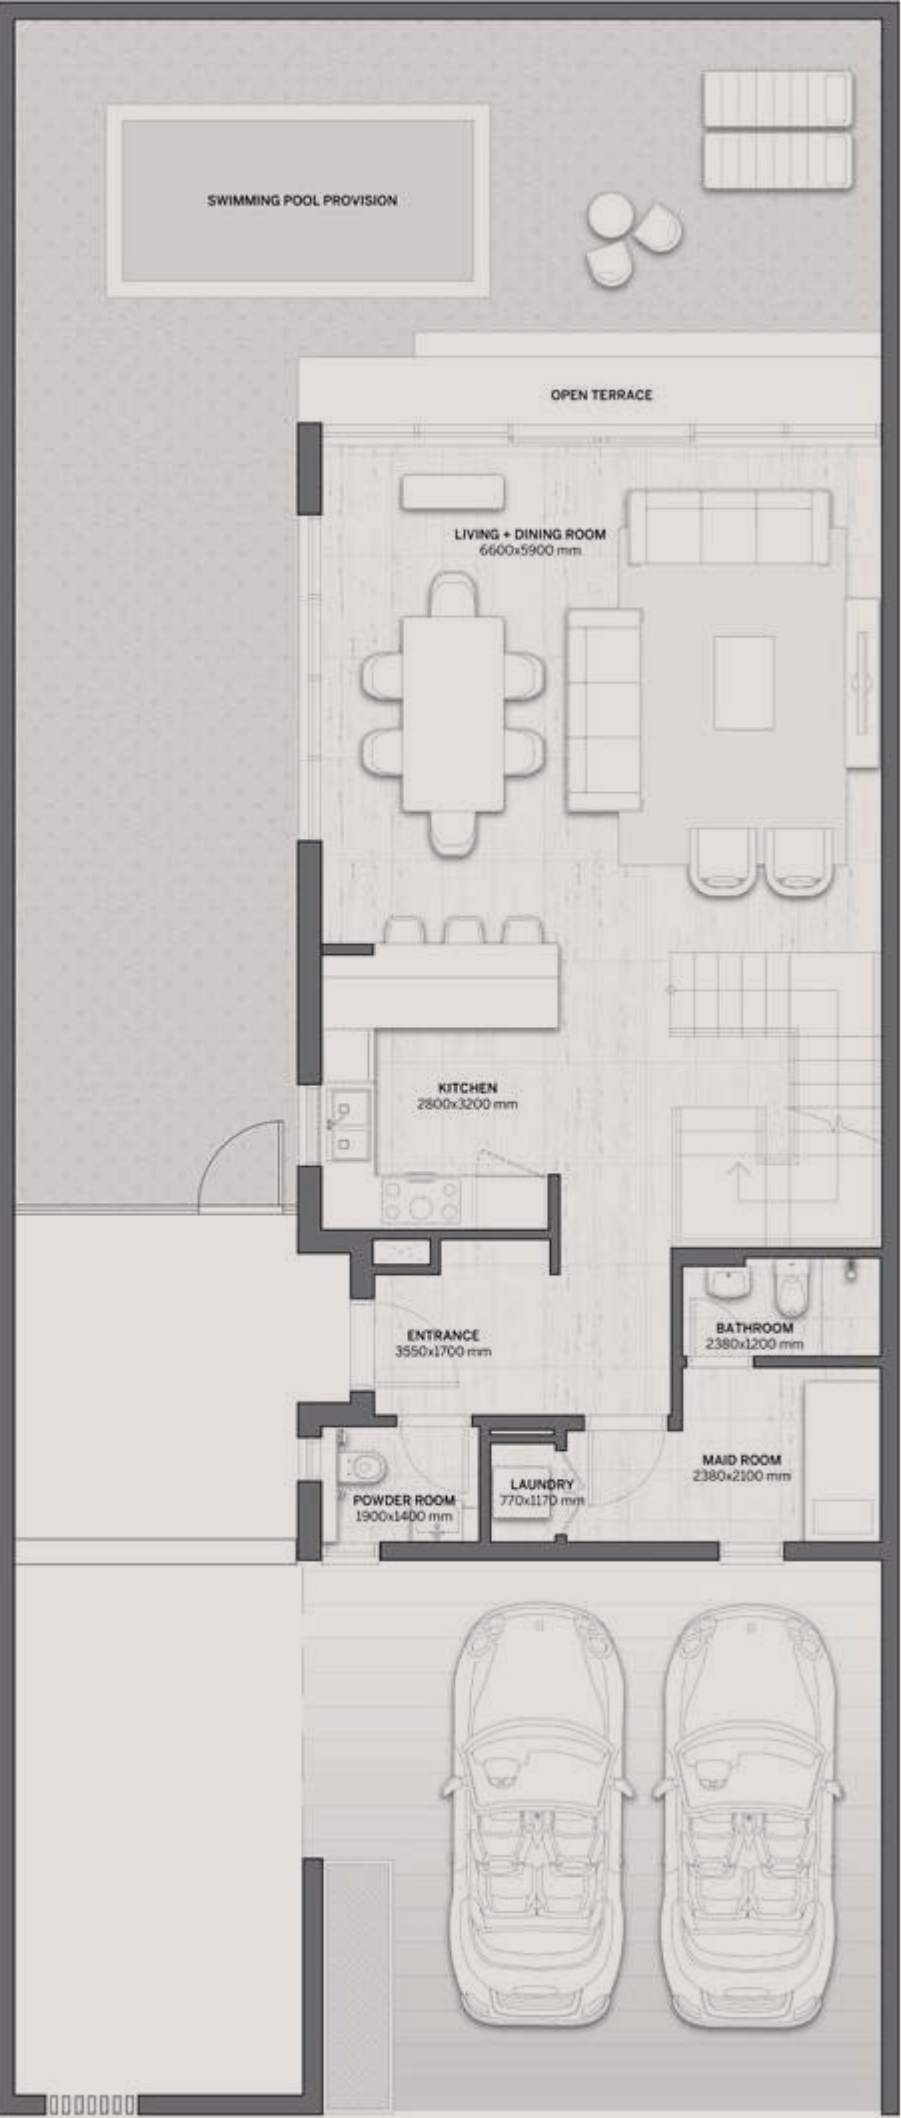 SWIMMING POOL PROVISION
OPEN TERRACE
LIVING + DINING ROOM
6600x5900 mm
KITCHEN
2800x3200 mm
ENTRANCE
3550x1700 mm
BATHROOM
2380x1200 mm
MAID ROOM
2380x2100 mm
LAUNDRY
770x1170 mm
POWDER ROOM
1900x1400 mm